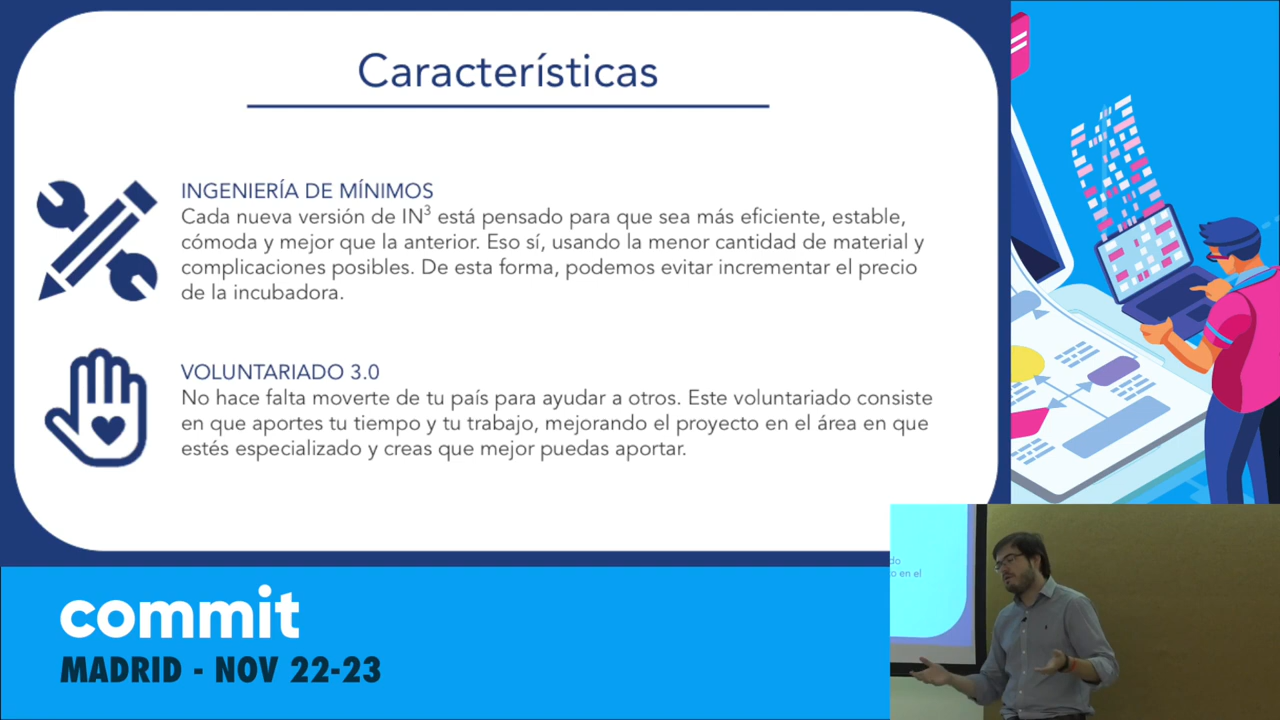 Características
INGENIERÍA DE MÍNIMOS
Cada nueva versión de IN³ está pensado para que sea más eficiente, estable,
cómoda y mejor que la anterior. Eso sí, usando la menor cantidad de material y
complicaciones posibles. De esta forma, podemos evitar incrementar el precio
de la incubadora.
VOLUNTARIADO 3.0
No hace falta moverte de tu país para ayudar a otros. Este voluntariado consiste
en que aportes tu tiempo y tu trabajo, mejorando el proyecto en el área en que
estés especializado y creas que mejor puedas aportar.
do
o en el
commit
MADRID - NOV 22-23